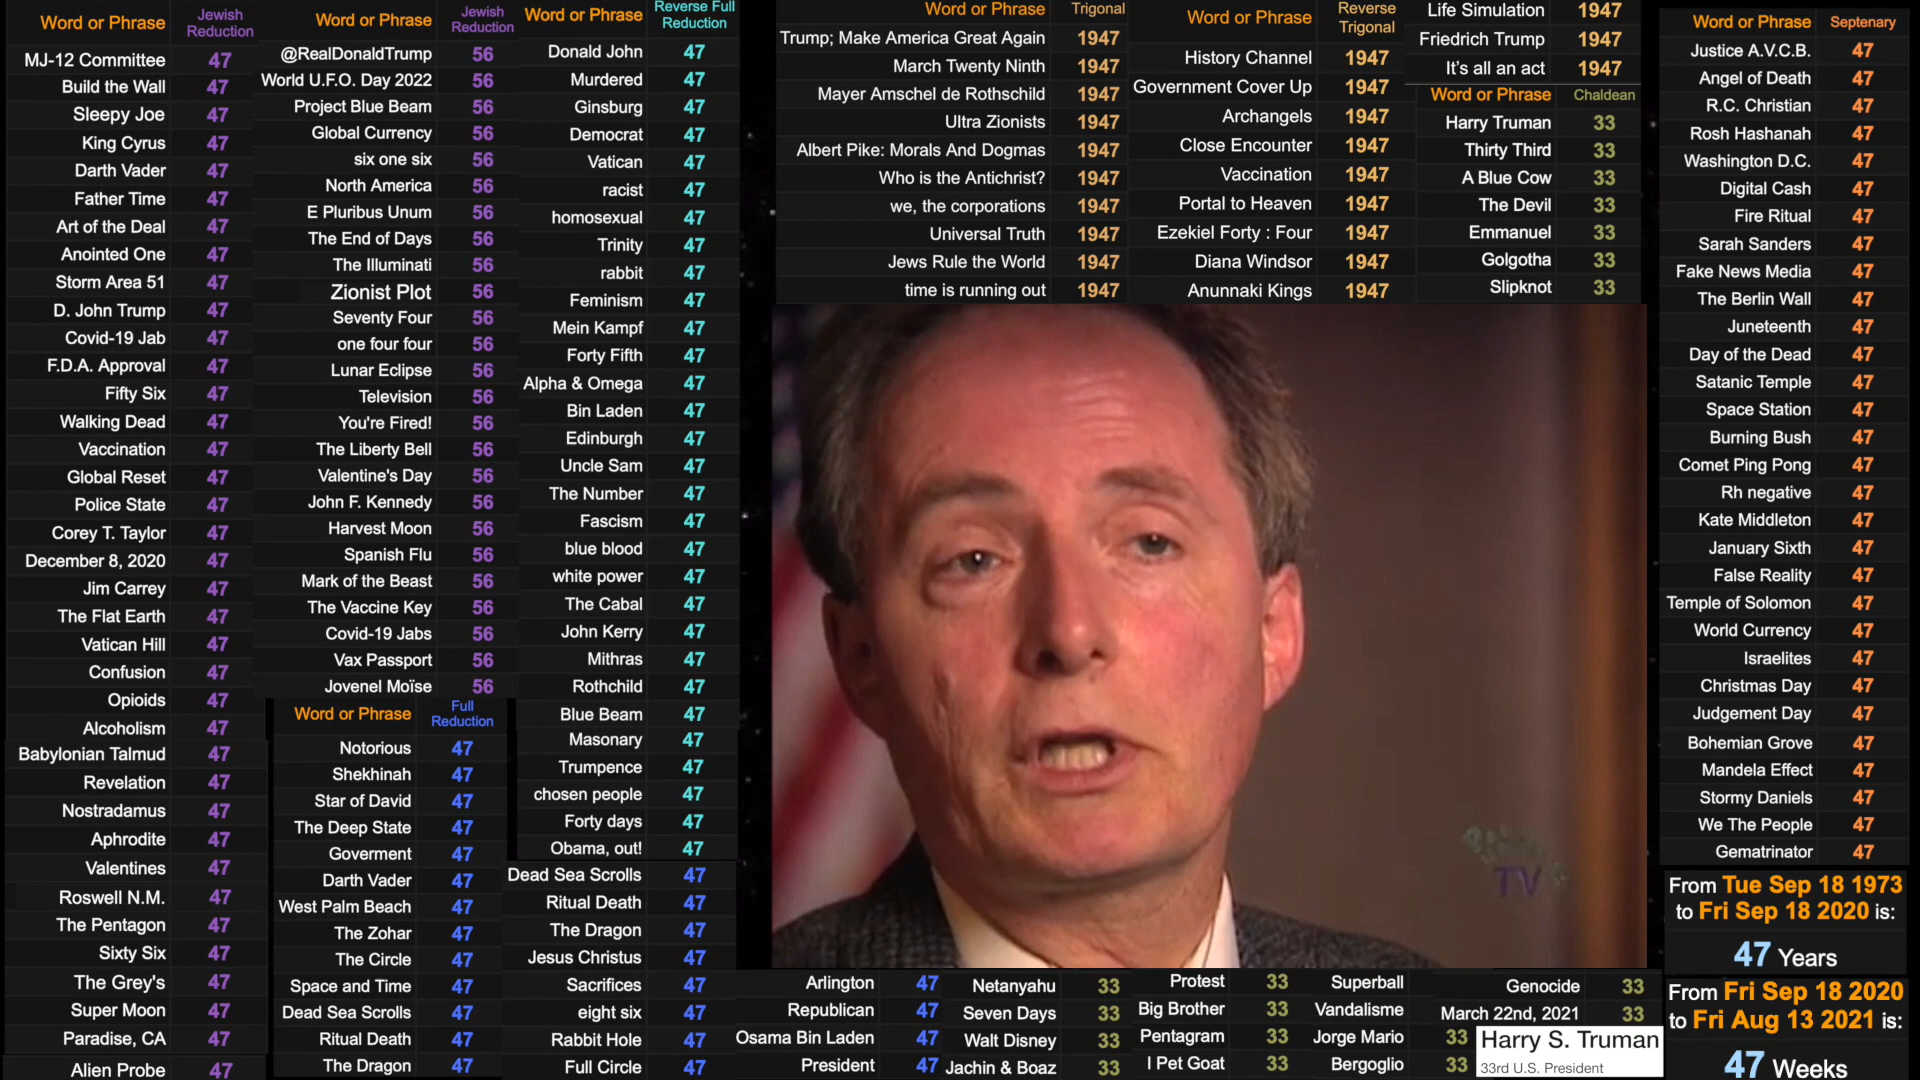 Word or Phrase Jewish Reduction
MJ-12 Committee 47
Build the Wall 47
Sleepy Joe 47
King Cyrus 47
Darth Vader 47
Father Time 47
Art of the Deal 47
Anointed One 47
Storm Area 51 47
D. John Trump 47
Covid-19 Jab 47
F.D.A. Approval 47
Fifty Six 47
Walking Dead 47
Vaccination 47
Global Reset 47
Police State 47
Corey T. Taylor 47
December 8, 2020 47
Jim Carrey 47
The Flat Earth 47
Vatican Hill 47
Confusion 47
Opioids 47
Alcoholism 47
Babylonian Talmud 47
Revelation 47
Nostradamus 47
Aphrodite 47
Valentines 47
Roswell N.M. 47
The Pentagon 47
Sixty Six 47
The Grey's 47
Super Moon 47
Paradise, CA 47
Alien Probe 47
Word or Phrase Jewish Reduction
@RealDonaldTrump 56
World U.F.O. Day 2022 56
Project Blue Beam 56
Global Currency 56
six one six 56
North America 56
E Pluribus Unum 56
The End of Days 56
The Illuminati 56
Zionist Plot 56
Seventy Four 56
one four four 56
Lunar Eclipse 56
Television 56
You're Fired! 56
The Liberty Bell 56
Valentine's Day 56
John F. Kennedy 56
Harvest Moon 56
Spanish Flu 56
Mark of the Beast 56
The Vaccine Key 56
Covid-19 Jabs 56
Vax Passport 56
Jovenel Moïse 56
Word or Phrase Full Reduction
Notorious 47
Shekhinah 47
Star of David 47
The Deep State 47
Goverment 47
Darth Vader 47
West Palm Beach 47
The Zohar 47
The Circle 47
Space and Time 47
Dead Sea Scrolls 47
Ritual Death 47
The Dragon 47
Word or Phrase Reverse Full Reduction
Donald John 47
Murdered 47
Ginsburg 47
Democrat 47
Vatican 47
racist 47
homosexual 47
Trinity 47
rabbit 47
Feminism 47
Mein Kampf 47
Forty Fifth 47
Alpha & Omega 47
Bin Laden 47
Edinburgh 47
Uncle Sam 47
The Number 47
Fascism 47
blue blood 47
white power 47
The Cabal 47
John Kerry 47
Mithras 47
Rothchild 47
Blue Beam 47
Masonary 47
Trumpence 47
chosen people 47
Forty days 47
Obama, out! 47
Dead Sea Scrolls 47
Ritual Death 47
The Dragon 47
Jesus Christus 47
Sacrifices 47
eight six 47
Rabbit Hole 47
Full Circle 47
Word or Phrase Trigonal
Trump; Make America Great Again 1947
March Twenty Ninth 1947
Mayer Amschel de Rothschild 1947
Ultra Zionists 1947
Albert Pike: Morals And Dogmas 1947
Who is the Antichrist? 1947
we, the corporations 1947
Universal Truth 1947
Jews Rule the World 1947
time is running out 1947
Word or Phrase Reverse Trigonal
History Channel 1947
Government Cover Up 1947
Archangels 1947
Close Encounter 1947
Vaccination 1947
Portal to Heaven 1947
Ezekiel Forty : Four 1947
Diana Windsor 1947
Anunnaki Kings 1947
Life Simulation 1947
Friedrich Trump 1947
It's all an act 1947
Word or Phrase Chaldean
Harry Truman 33
Thirty Third 33
A Blue Cow 33
The Devil 33
Emmanuel 33
Golgotha 33
Slipknot 33
TV
Arlington 47
Republican 47
Osama Bin Laden 47
President 47
Netanyahu 33
Seven Days 33
Walt Disney 33
Jachin & Boaz 33
Protest 33
Big Brother 33
Pentagram 33
I Pet Goat 33
Superball
Vandalisme
Jorge Mario 33
Bergoglio 33
Genocide 33
March 22nd, 2021 33
Harry S. Truman
33rd U.S. President
Word or Phrase Septenary
Justice A.V.C.B. 47
Angel of Death 47
R.C. Christian 47
Rosh Hashanah 47
Washington D.C. 47
Digital Cash 47
Fire Ritual 47
Sarah Sanders 47
Fake News Media 47
The Berlin Wall 47
Juneteenth 47
Day of the Dead 47
Satanic Temple 47
Space Station 47
Burning Bush 47
Comet Ping Pong 47
Rh negative 47
Kate Middleton 47
January Sixth 47
False Reality 47
Temple of Solomon 47
World Currency 47
Israelites 47
Christmas Day 47
Judgement Day 47
Bohemian Grove 47
Mandela Effect 47
Stormy Daniels 47
We The People 47
Gematrinator 47
From Tue Sep 18 1973
to Fri Sep 18 2020 is:
47 Years
From Fri Sep 18 2020
to Fri Aug 13 2021 is:
47 Weeks